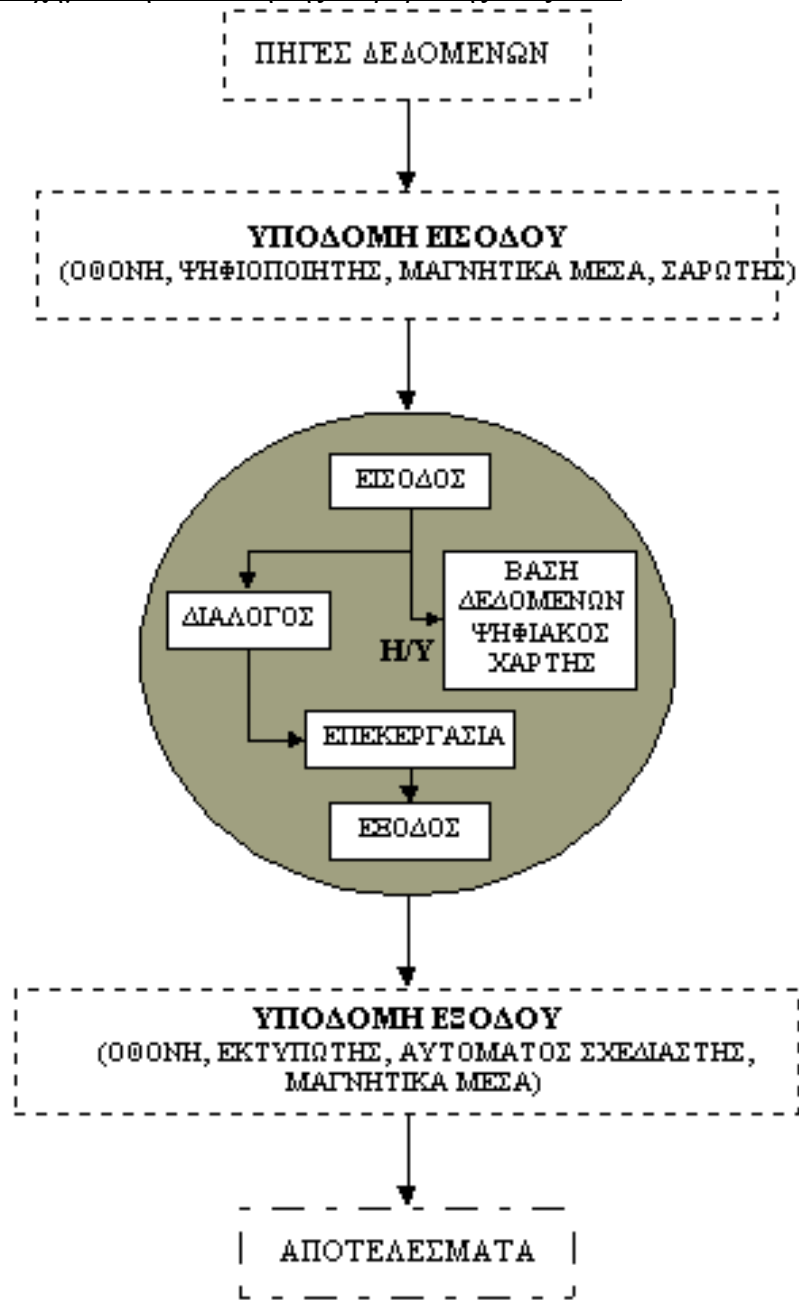 ΠΗΓΕΣ ΔΕΔΟΜΕΝΩΝ
ΥΠΟΔΟΜΗ ΕΙΣΟΔΟΥ
(ΟΘΟΝΗ, ΨΗΦΙΟΠΟΙΗΤΗΣ, ΜΑΓΝΗΤΙΚΑ ΜΕΣΑ, ΣΑΡΩΤΗΣ)
ΕΙΣΟΔΟΣ
ΔΙΑΛΟΓΟΣ
ΒΑΣΗ
ΔΕΔΟΜΕΝΩΝ
ΨΗΦΙΑΚΟΣ
ΧΑΡΤΗΣ
Η/Υ
ΕΠΕΚΕΡΓΑΣΙΑ
ΕΞΟΔΟΣ
ΥΠΟΔΟΜΗ ΕΞΟΔΟΥ
(ΟΘΟΝΗ, ΕΚΤΥΠΩΤΗΣ, ΑΥΤΟΜΑΤΟΣ ΣΧΕΔΙΑΣΤΗΣ,
ΜΑΓΝΗΤΙΚΑ ΜΕΣΑ)
ΑΠΟΤΕΛΕΣΜΑΤΑ